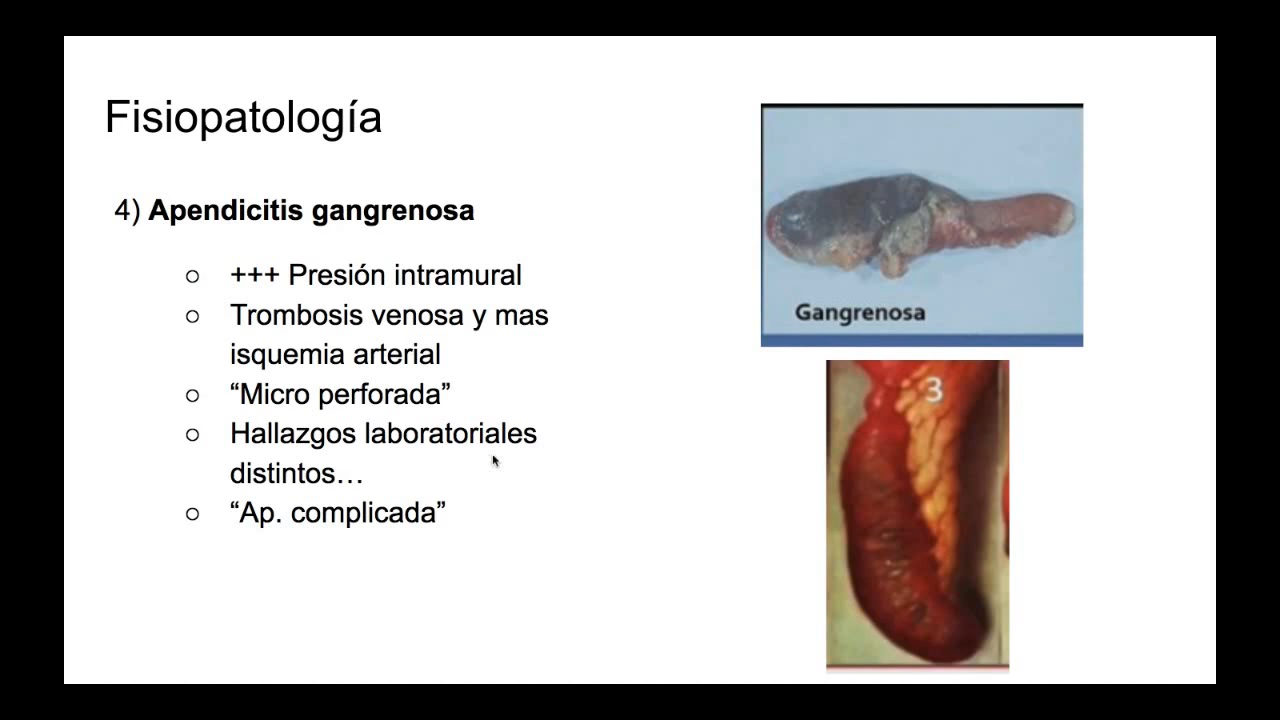 Fisiopatología
4) Apendicitis gangrenosa
○ +++ Presión intramural
○ Trombosis venosa y mas
isquemia arterial
○ “Micro perforada”
○ Hallazgos laboratoriales
distintos…
○ “Ap. complicada”
Gangrenosa
3